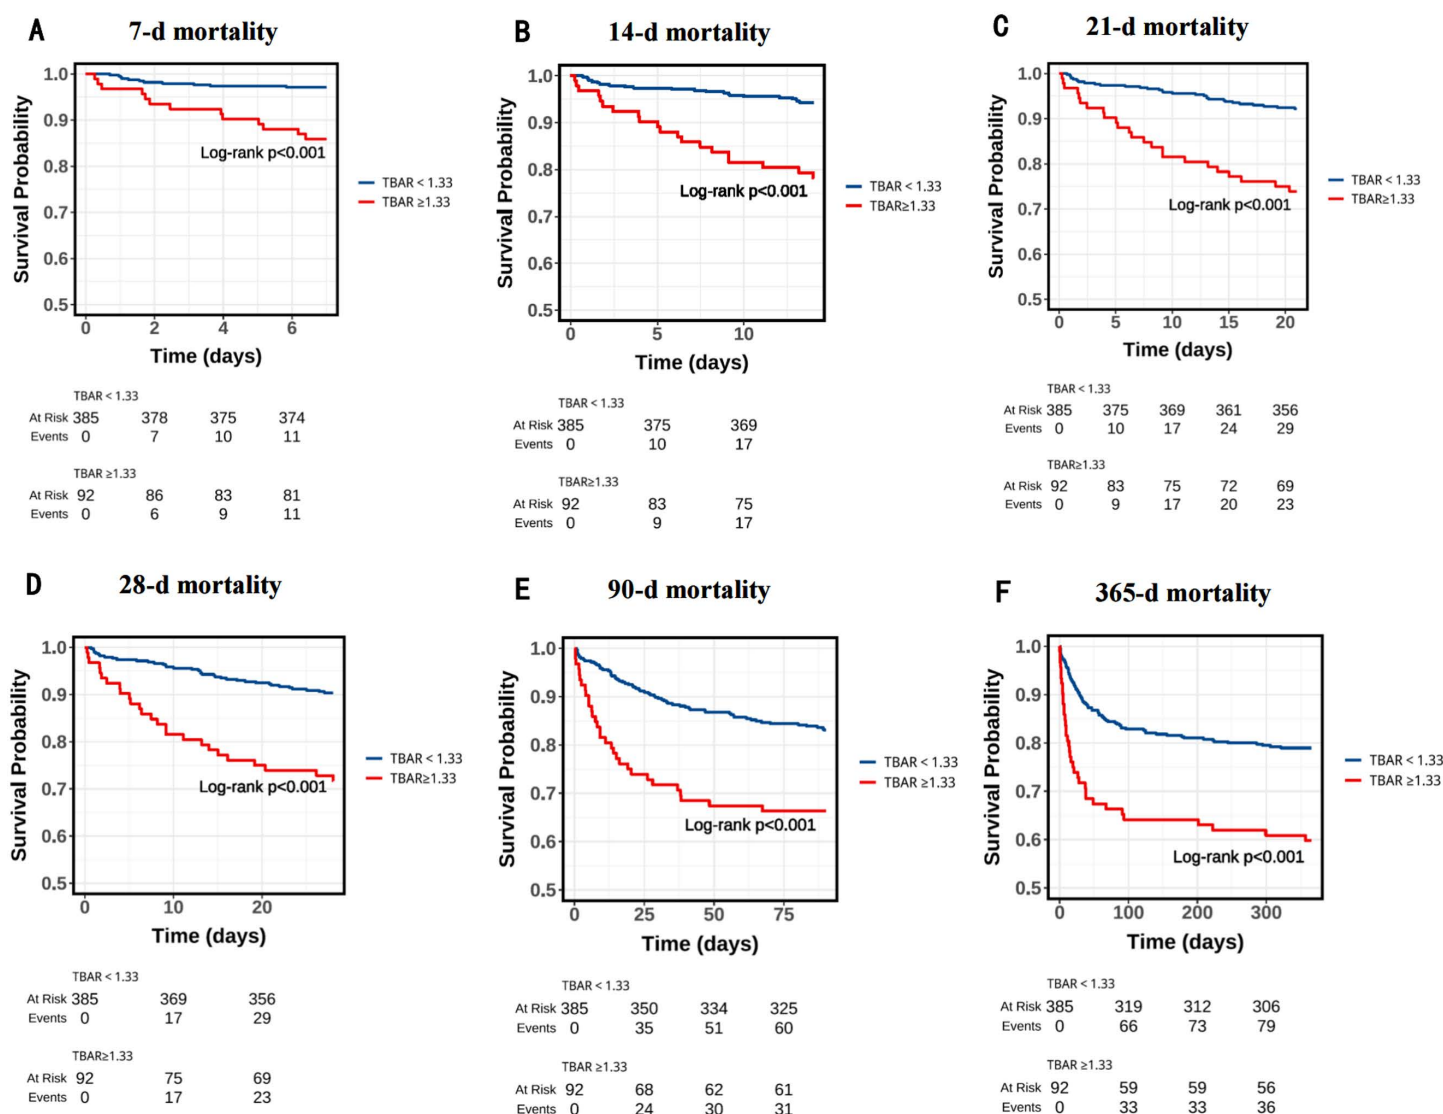 A 7-d mortality
Survival Probability
1.0
0.9
0.8
0.7
0.6
0.5
Log-rank p<0.001
0 2 4 6
Time (days)
TBAR < 1.33
TBAR ≥1.33
TBAR < 1.33
At Risk 385 378 375 374
Events 0 7 10 11
TBAR ≥1.33
At Risk 92 86 83 81
Events 0 6 9 11
B 14-d mortality
Survival Probability
1.0
0.9
0.8
0.7
0.6
0.5
Log-rank p<0.001
0 5 10
Time (days)
TBAR < 1.33
TBAR≥1.33
TBAR < 1.33
At Risk 385 375 369
Events 0 10 17
TBAR≥1.33
At Risk 92 83 75
Events 0 9 17
C 21-d mortality
Survival Probability
1.0
0.9
0.8
0.7
0.6
0.5
Log-rank p<0.001
0 5 10 15 20
Time (days)
TBAR < 1.33
TBAR≥1.33
TBAR < 1.33
At Risk 385 375 369 361 356
Events 0 10 17 24 29
TBAR≥1.33
At Risk 92 83 75 72 69
Events 0 9 17 20 23
D 28-d mortality
Survival Probability
1.0
0.9
0.8
0.7
0.6
0.5
Log-rank p<0.001
0 10 20
Time (days)
TBAR < 1.33
TBAR≥1.33
TBAR < 1.33
At Risk 385 369 356
Events 0 17 29
TBAR≥1.33
At Risk 92 75 69
Events 0 17 23
E 90-d mortality
Survival Probability
1.0
0.9
0.8
0.7
0.6
0.5
Log-rank p<0.001
0 25 50 75
Time (days)
TBAR < 1.33
TBAR ≥1.33
TBAR < 1.33
At Risk 385 350 334 325
Events 0 35 51 60
TBAR ≥1.33
At Risk 92 68 62 61
Events 0 24 30 31
F 365-d mortality
Survival Probability
1.0
0.9
0.8
0.7
0.6
0.5
Log-rank p<0.001
0 100 200 300
Time (days)
TBAR < 1.33
TBAR ≥1.33
TBAR < 1.33
At Risk 385 319 312 306
Events 0 66 73 79
TBAR ≥1.33
At Risk 92 59 59 56
Events 0 33 33 36